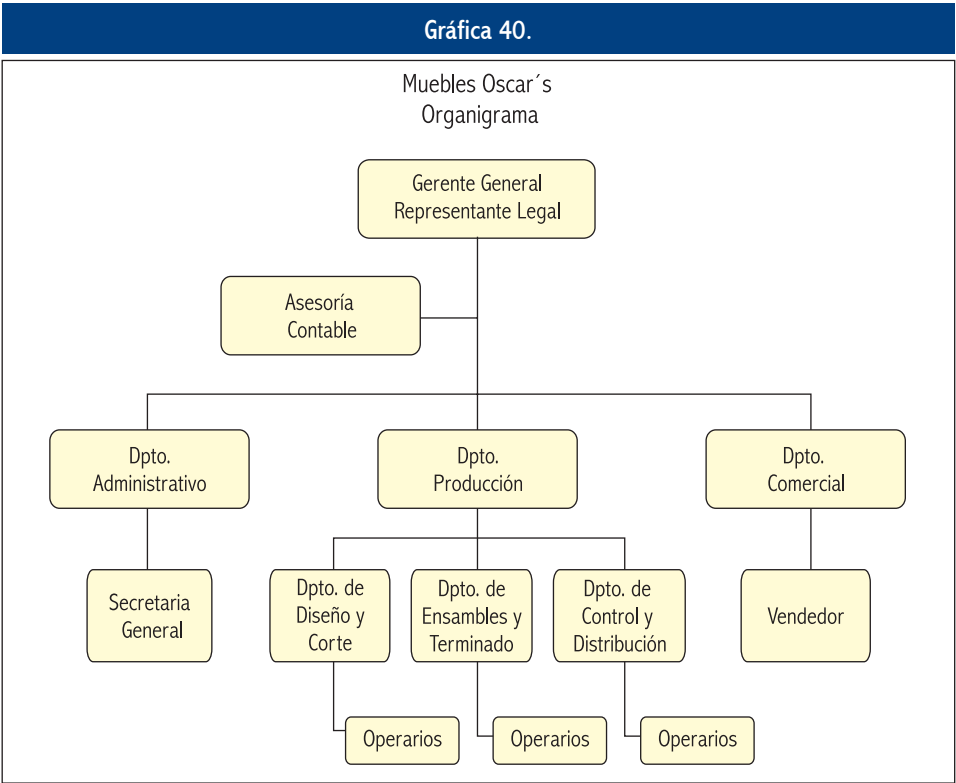 Gráfica 40.
Muebles Oscar´s
Organigrama
Gerente General
Representante Legal
Asesoría
Contable
Dpto.
Administrativo
Dpto.
Producción
Dpto.
Comercial
Secretaria
General
Dpto. de
Diseño y
Corte
Dpto. de
Ensambles y
Terminado
Dpto. de
Control y
Distribución
Vendedor
Operarios
Operarios
Operarios